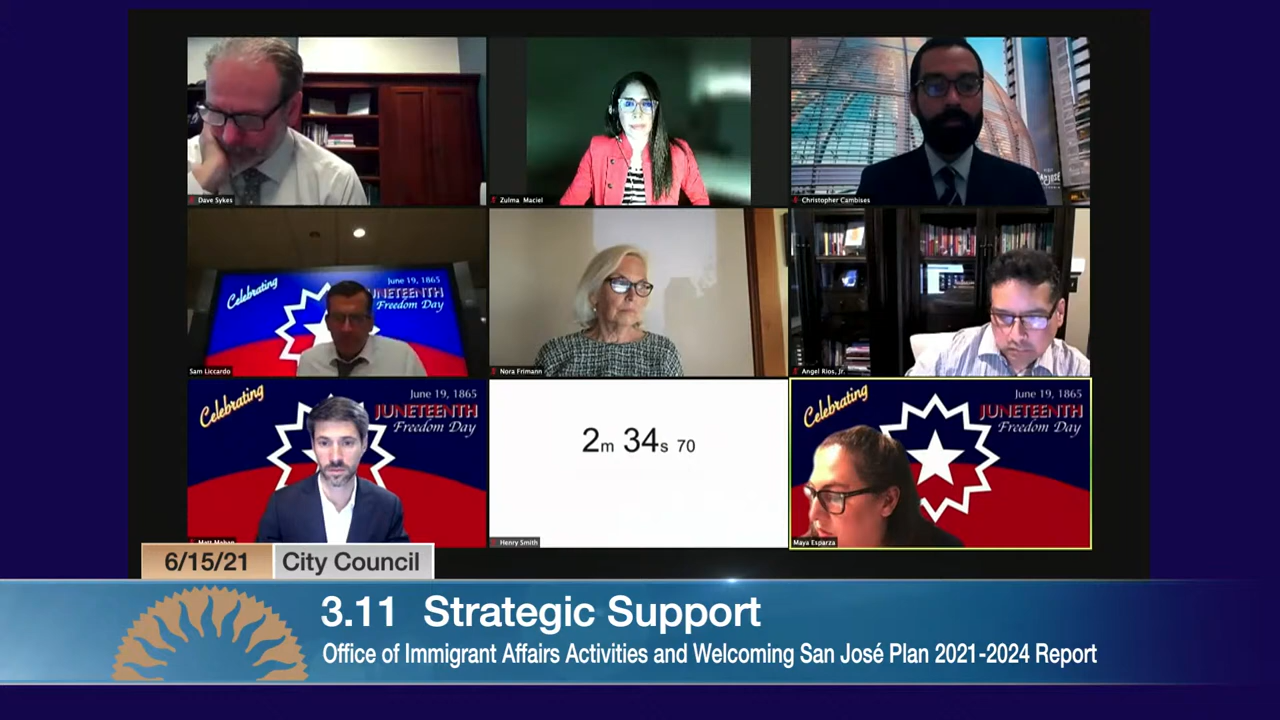 Dave Sykes
Zulma Maciel
Christopher Cambises
Celebrating
June 19, 1865
JUNETEENTH
Freedom Day
Sam Liccardo
Nora Frimann
Angel Rios, Jr.
Celebrating
June 19, 1865
JUNETEENTH
Freedom Day
Matt Mahan
2m 34s 70
Henry Smith
Celebrating
June 19, 1865
JUNETEENTH
Freedom Day
Maya Esparza
6/15/21
City Council
3.11 Strategic Support
Office of Immigrant Affairs Activities and Welcoming San José Plan 2021-2024 Report